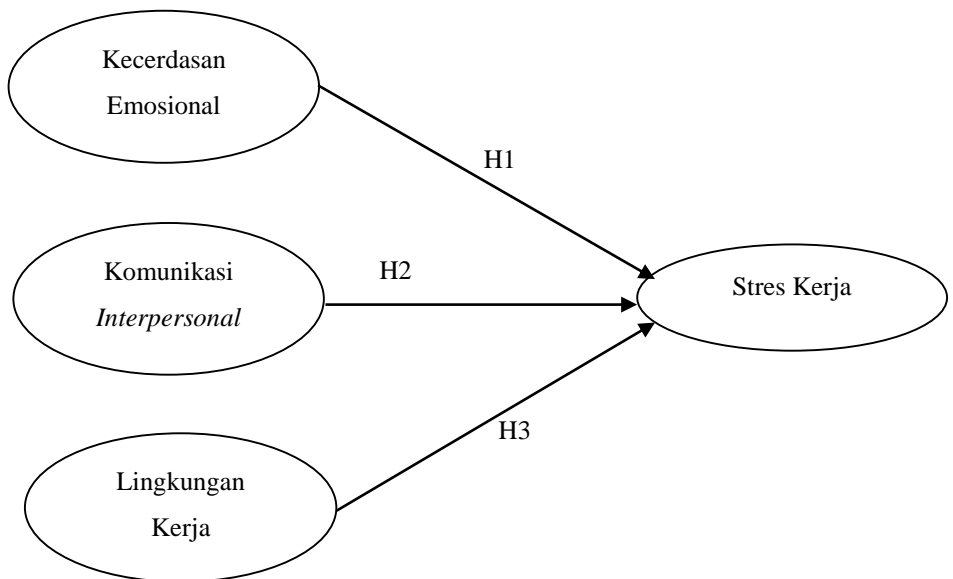 Kecerdasan
Emosional
H1
Komunikasi
Interpersonal
H2
Stres Kerja
H3
Lingkungan
Kerja